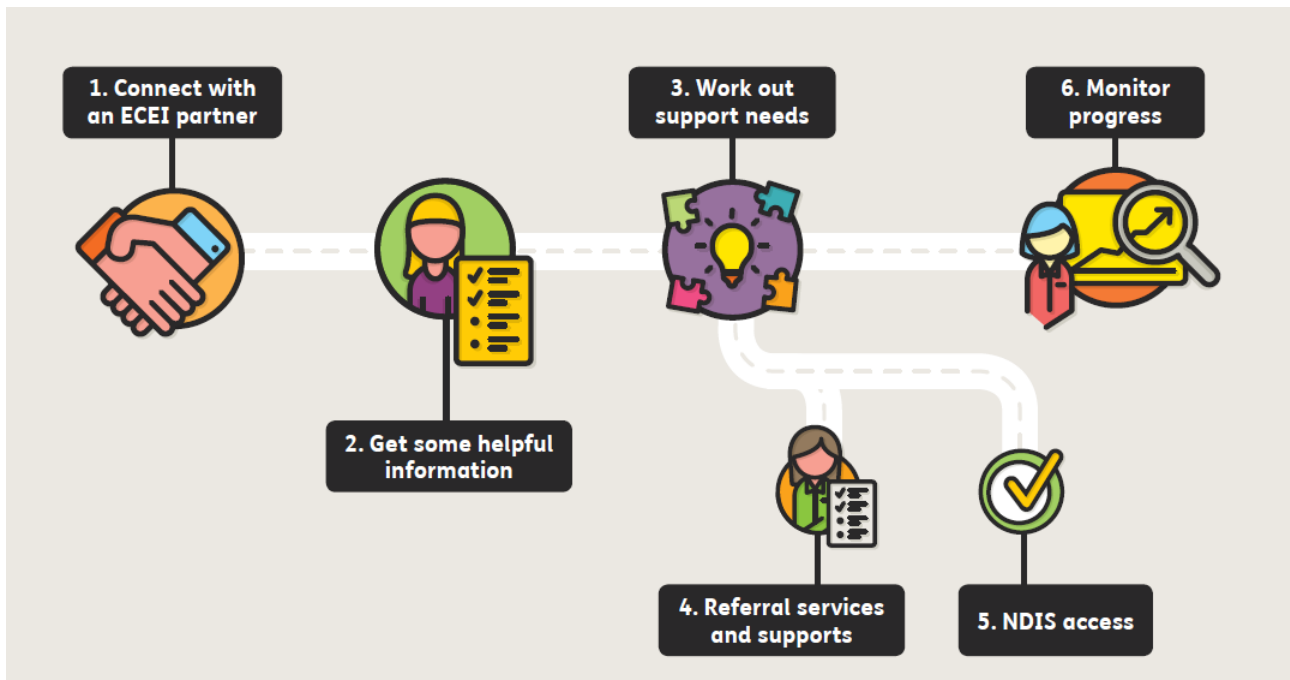 1. Connect with
an ECEI partner
2. Get some helpful
information
3. Work out
support needs
4. Referral services
and supports
5. NDIS access
6. Monitor
progress